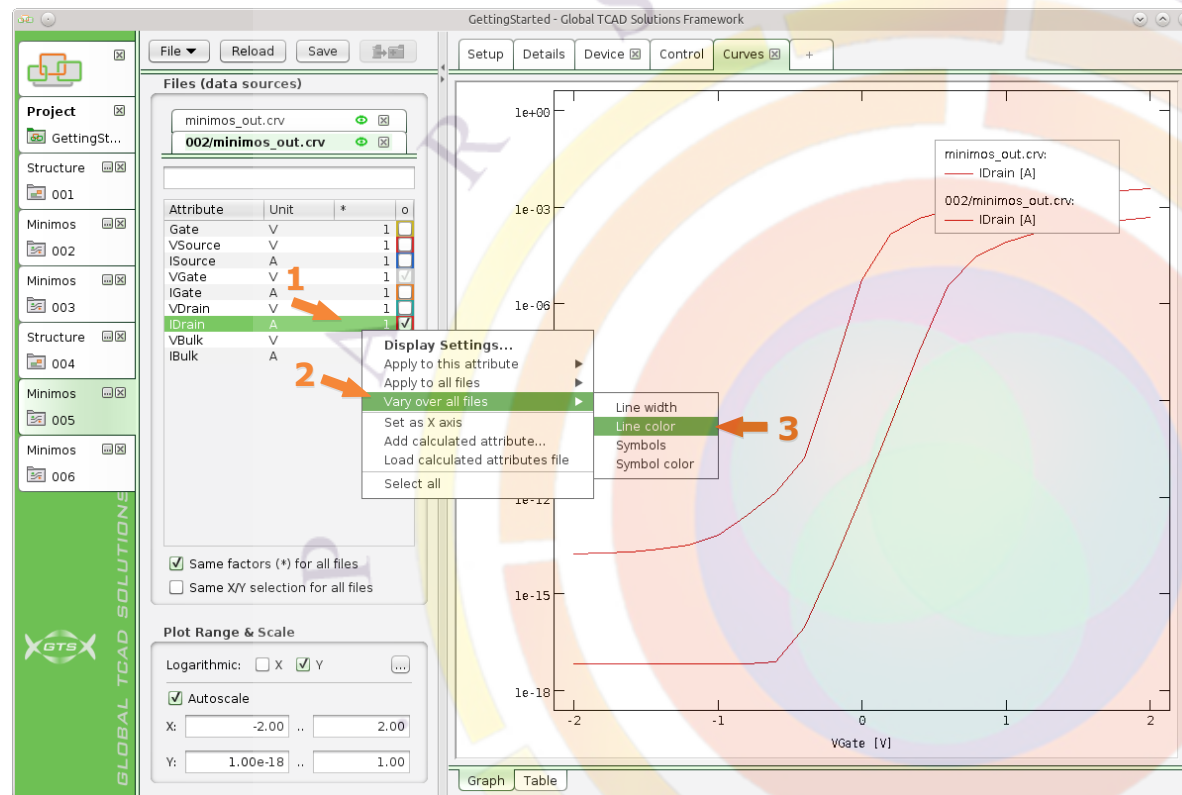 GettingStarted - Global TCAD Solutions Framework
Project
GettingSt...
Structure
001
Minimos
002
Minimos
003
Structure
004
Minimos
005
Minimos
006
GTS
GLOBAL TCAD SOLUTIONS
File Reload Save
Files (data sources)
minimos_out.crv
002/minimos_out.crv
Attribute Unit * o
Gate V 1
VSource V 1
ISource A 1
VGate V 1
IGate A 1
VDrain V 1
IDrain A 1
VBulk V
IBulk A
1
2
3
Display Settings...
Apply to this attribute
Apply to all files
Vary over all files
Set as X axis
Add calculated attribute...
Load calculated attributes file
Select all
Line width
Line color
Symbols
Symbol color
Same factors (*) for all files
Same X/Y selection for all files
Plot Range & Scale
Logarithmic: X Y ...
Autoscale
X: -2.00 .. 2.00
Y: 1.00e-18 .. 1.00
Setup Details Device Control Curves +
1e+00
1e-03
1e-06
1e-12
1e-15
1e-18
-2 -1 0 1 2
VGate [V]
minimos_out.crv:
IDrain [A]
002/minimos_out.crv:
IDrain [A]
Graph Table
P A R S